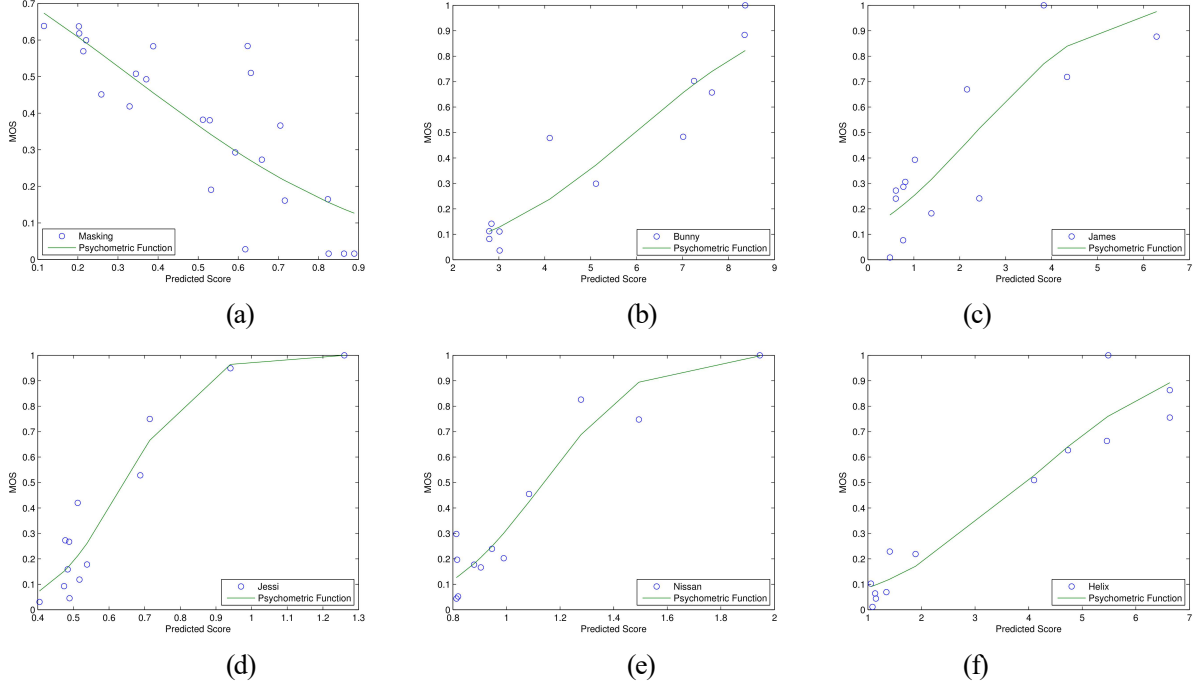 0.7
0.6
0.5
0.4
0.3
0.2
0.1
0
MOS
Masking
Psychometric Function
0.1 0.2 0.3 0.4 0.5 0.6 0.7 0.8 0.9
Predicted Score
(a)
1
0.9
0.8
0.7
0.6
0.5
0.4
0.3
0.2
0.1
0
MOS
Bunny
Psychometric Function
2 3 4 5 6 7 8 9
Predicted Score
(b)
1
0.9
0.8
0.7
0.6
0.5
0.4
0.3
0.2
0.1
0
MOS
James
Psychometric Function
0 1 2 3 4 5 6 7
Predicted Score
(c)
1
0.9
0.8
0.7
0.6
0.5
0.4
0.3
0.2
0.1
0
MOS
Jessi
Psychometric Function
0.4 0.5 0.6 0.7 0.8 0.9 1 1.1 1.2 1.3
Predicted Score
(d)
1
0.9
0.8
0.7
0.6
0.5
0.4
0.3
0.2
0.1
0
MOS
Nissan
Psychometric Function
0.8 1 1.2 1.4 1.6 1.8 2
Predicted Score
(e)
1
0.9
0.8
0.7
0.6
0.5
0.4
0.3
0.2
0.1
0
MOS
Helix
Psychometric Function
1 2 3 4 5 6 7
Predicted Score
(f)